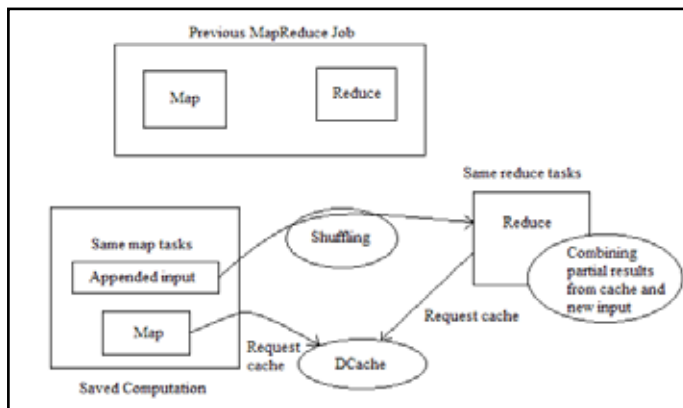 Previous MapReduce Job
Map
Reduce
Same reduce tasks
Same map tasks
Appended input
Map
Saved Computation
Shuffling
Reduce
Combining
partial results
from cache and
new input
Request
cache
Request cache
DCache